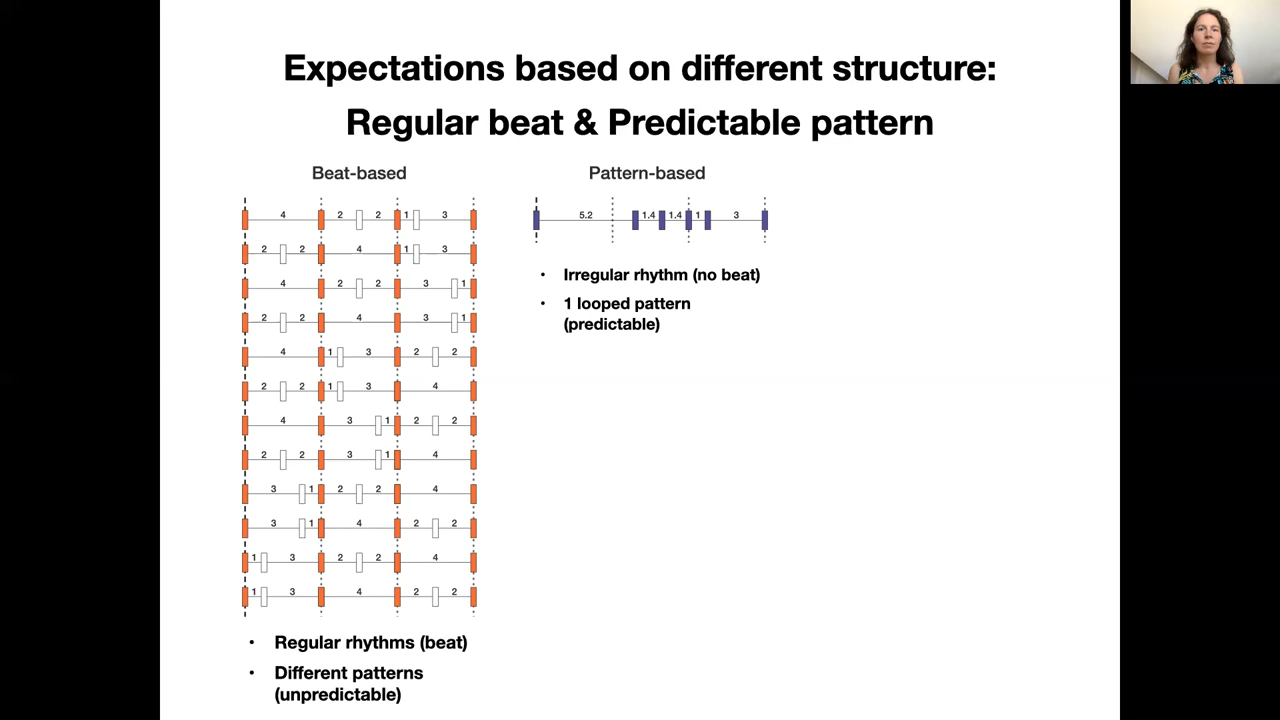 Expectations based on different structure:
Regular beat & Predictable pattern
Beat-based
4 2 2 1 3
2 2 4 1 3
4 2 2 3 1
2 2 4 3 1
4 1 3 2 2
2 2 1 3 4
4 3 1 2 2
2 2 3 1 4
3 1 2 2 4
3 1 4 2 2
1 3 2 2 4
1 3 4 2 2
• Regular rhythms (beat)
• Different patterns
(unpredictable)
Pattern-based
5.2 1.4 1.4 1 3
• Irregular rhythm (no beat)
• 1 looped pattern
(predictable)